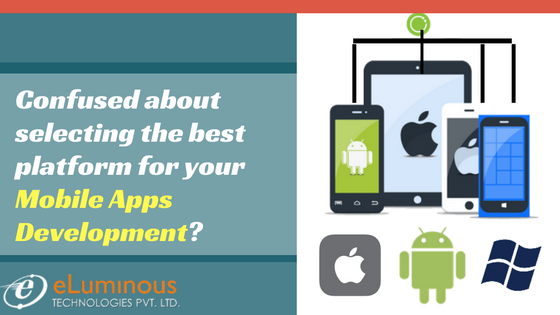 Confused about
selecting the best
platform for your
Mobile Apps
Development?
eLuminous
TECHNOLOGIES PVT. LTD.